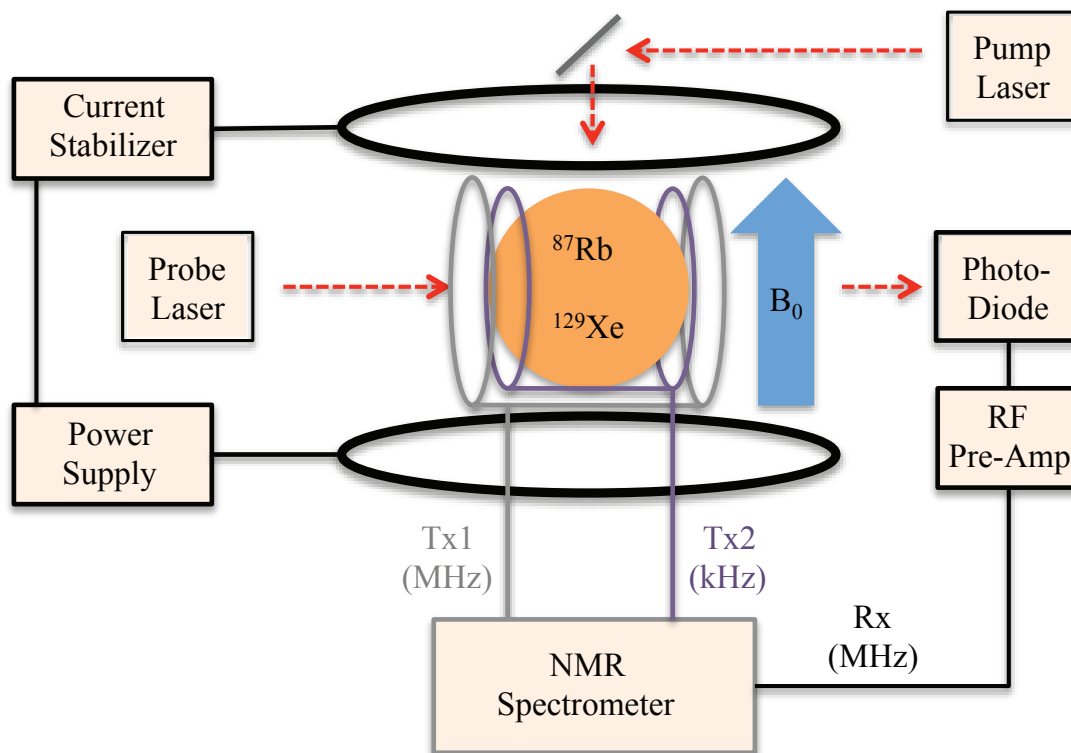 Pump
Laser
Current
Stabilizer
⁸⁷Rb
¹²⁹Xe
Probe
Laser
B₀
Photo-
Diode
Power
Supply
RF
Pre-Amp
Tx1
(MHz)
Tx2
(kHz)
Rx
(MHz)
NMR
Spectrometer